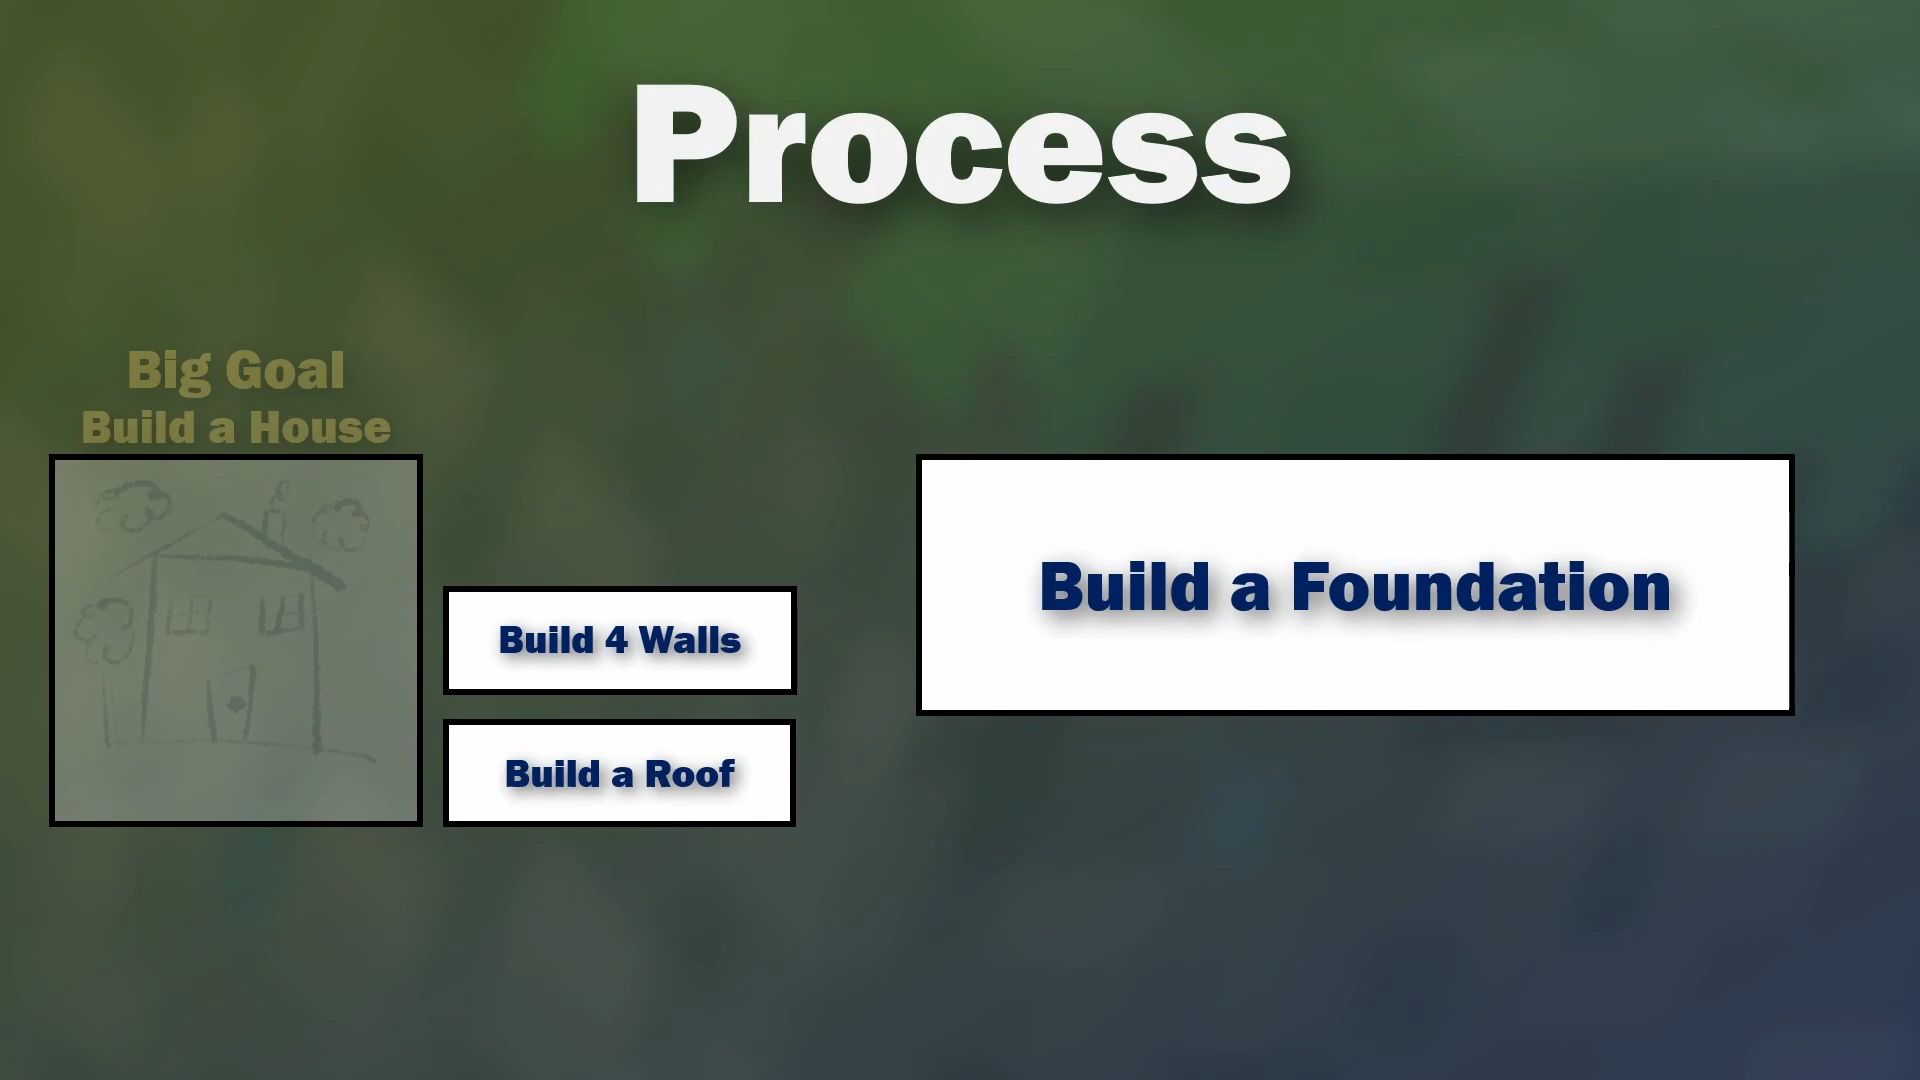 Process
Big Goal
Build a House
Build 4 Walls
Build a Roof
Build a Foundation